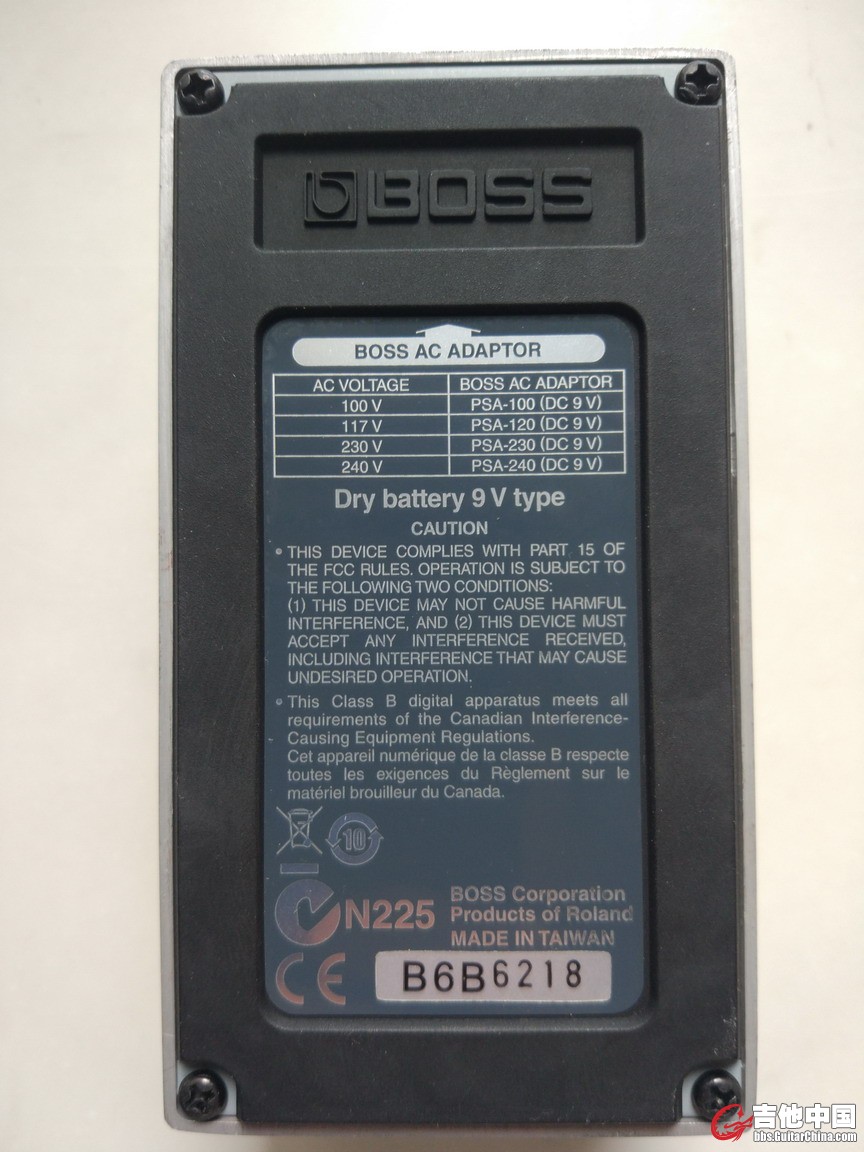 BOSS
BOSS AC ADAPTOR
AC VOLTAGE BOSS AC ADAPTOR
100 V PSA-100 (DC 9 V)
117 V PSA-120 (DC 9 V)
230 V PSA-230 (DC 9 V)
240 V PSA-240 (DC 9 V)
Dry battery 9 V type
CAUTION
• THIS DEVICE COMPLIES WITH PART 15 OF
THE FCC RULES. OPERATION IS SUBJECT TO
THE FOLLOWING TWO CONDITIONS:
(1) THIS DEVICE MAY NOT CAUSE HARMFUL
INTERFERENCE, AND (2) THIS DEVICE MUST
ACCEPT ANY INTERFERENCE RECEIVED,
INCLUDING INTERFERENCE THAT MAY CAUSE
UNDESIRED OPERATION.
• This Class B digital apparatus meets all
requirements of the Canadian Interference-
Causing Equipment Regulations.
Cet appareil numérique de la classe B respecte
toutes les exigences du Règlement sur le
matériel brouilleur du Canada.
10
N225
BOSS Corporation
Products of Roland
MADE IN TAIWAN
CE
B6B6218
吉他中国
bbs.GuitarChina.com